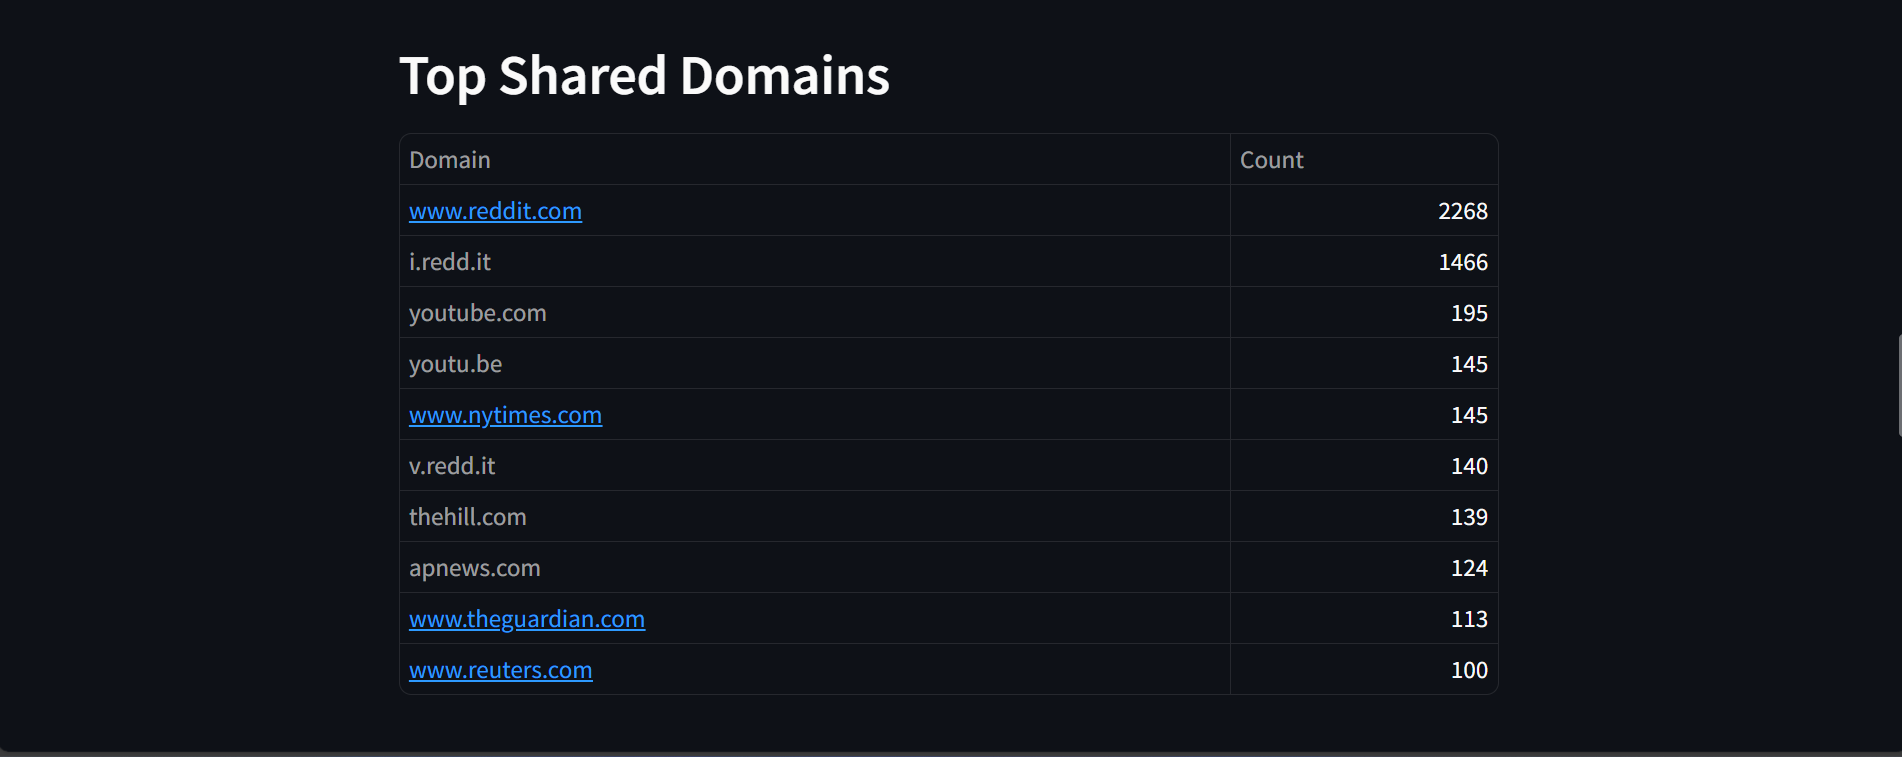 Top Shared Domains
Domain Count
www.reddit.com 2268
i.redd.it 1466
youtube.com 195
youtu.be 145
www.nytimes.com 145
v.redd.it 140
thehill.com 139
apnews.com 124
www.theguardian.com 113
www.reuters.com 100